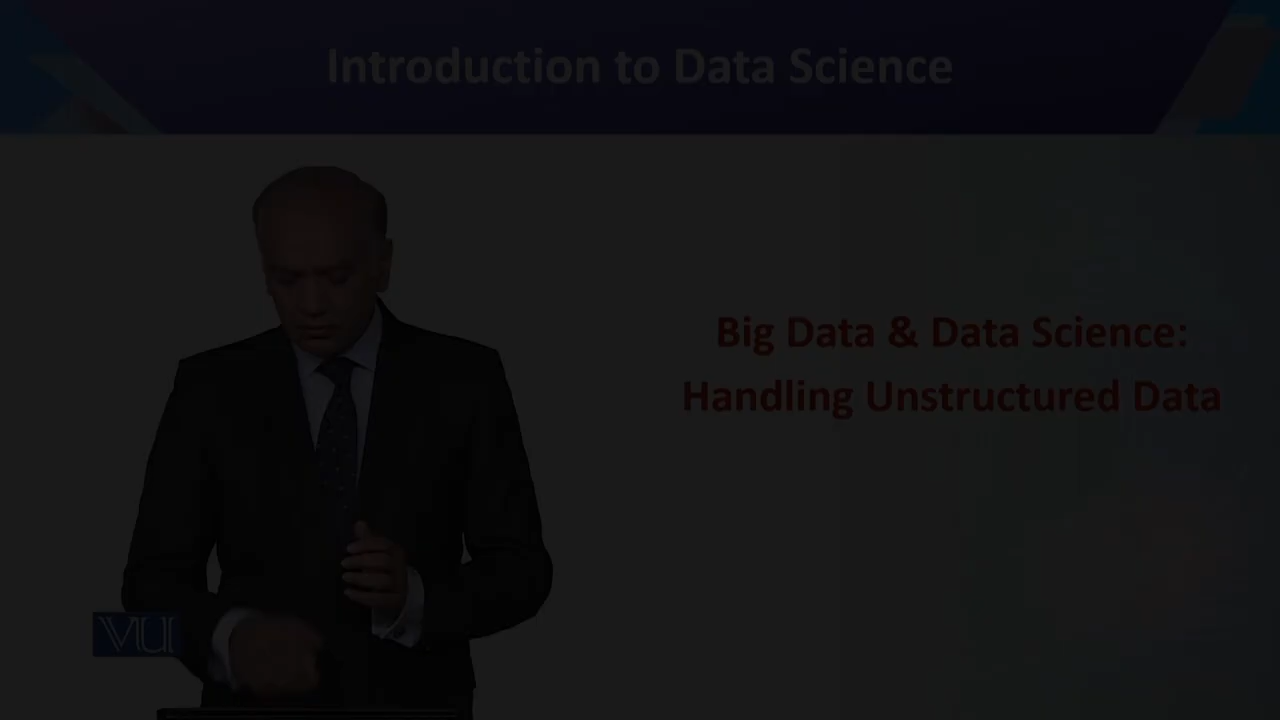 Introduction to Data Science
Big Data & Data Science:
Handling Unstructured Data
VU